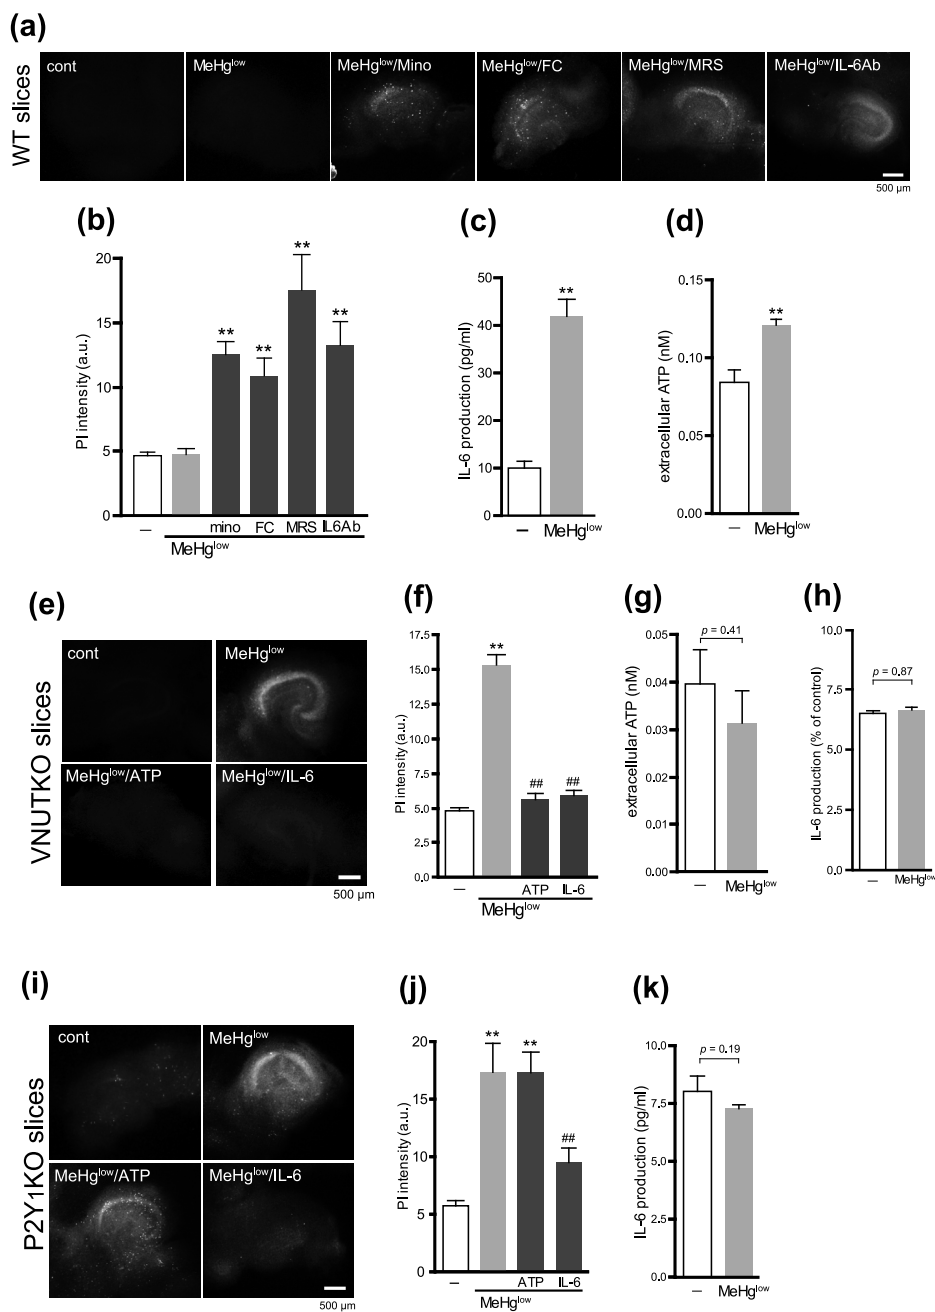 (a)
WT slices
cont
MeHglow
MeHglow/Mino
MeHglow/FC
MeHglow/MRS
MeHglow/IL-6Ab
500 µm
(b)
PI intensity (a.u.)
20
15
10
5
0
**
**
**
**
–
mino
FC
MRS
IL6Ab
MeHglow
(c)
IL-6 production (pg/ml)
50
40
30
20
10
0
**
–
MeHglow
(d)
extracellular ATP (nM)
0.15
0.10
0.05
0.00
**
–
MeHglow
(e)
VNUTKO slices
cont
MeHglow
MeHglow/ATP
MeHglow/IL-6
500 µm
(f)
PI intensity (a.u.)
17.5
15.0
12.5
10.0
7.5
5.0
2.5
0.0
**
##
##
–
ATP
IL-6
MeHglow
(g)
extracellular ATP (nM)
0.05
0.04
0.03
0.02
0.01
0.00
p = 0.41
–
MeHglow
(h)
IL-6 production (% of control)
10.0
7.5
5.0
2.5
0.0
p = 0.87
–
MeHglow
(i)
P2Y1KO slices
cont
MeHglow
MeHglow/ATP
MeHglow/IL-6
500 µm
(j)
PI intensity (a.u.)
20
15
10
5
0
**
**
##
–
ATP
IL-6
MeHglow
(k)
IL-6 production (pg/ml)
10.0
7.5
5.0
2.5
0.0
p = 0.19
–
MeHglow